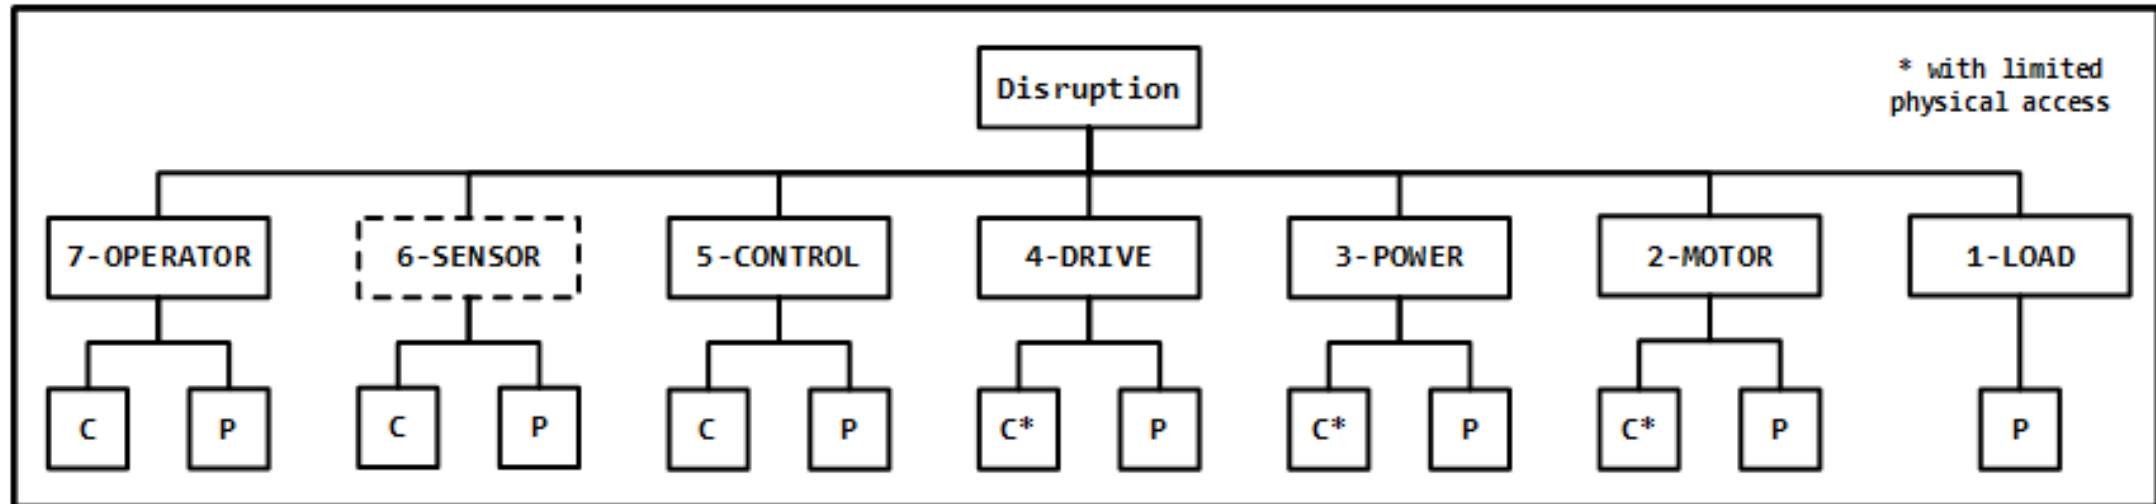 Disruption
* with limited
physical access
7-OPERATOR 6-SENSOR 5-CONTROL 4-DRIVE 3-POWER 2-MOTOR 1-LOAD
C P C P C P C* P C* P C* P P